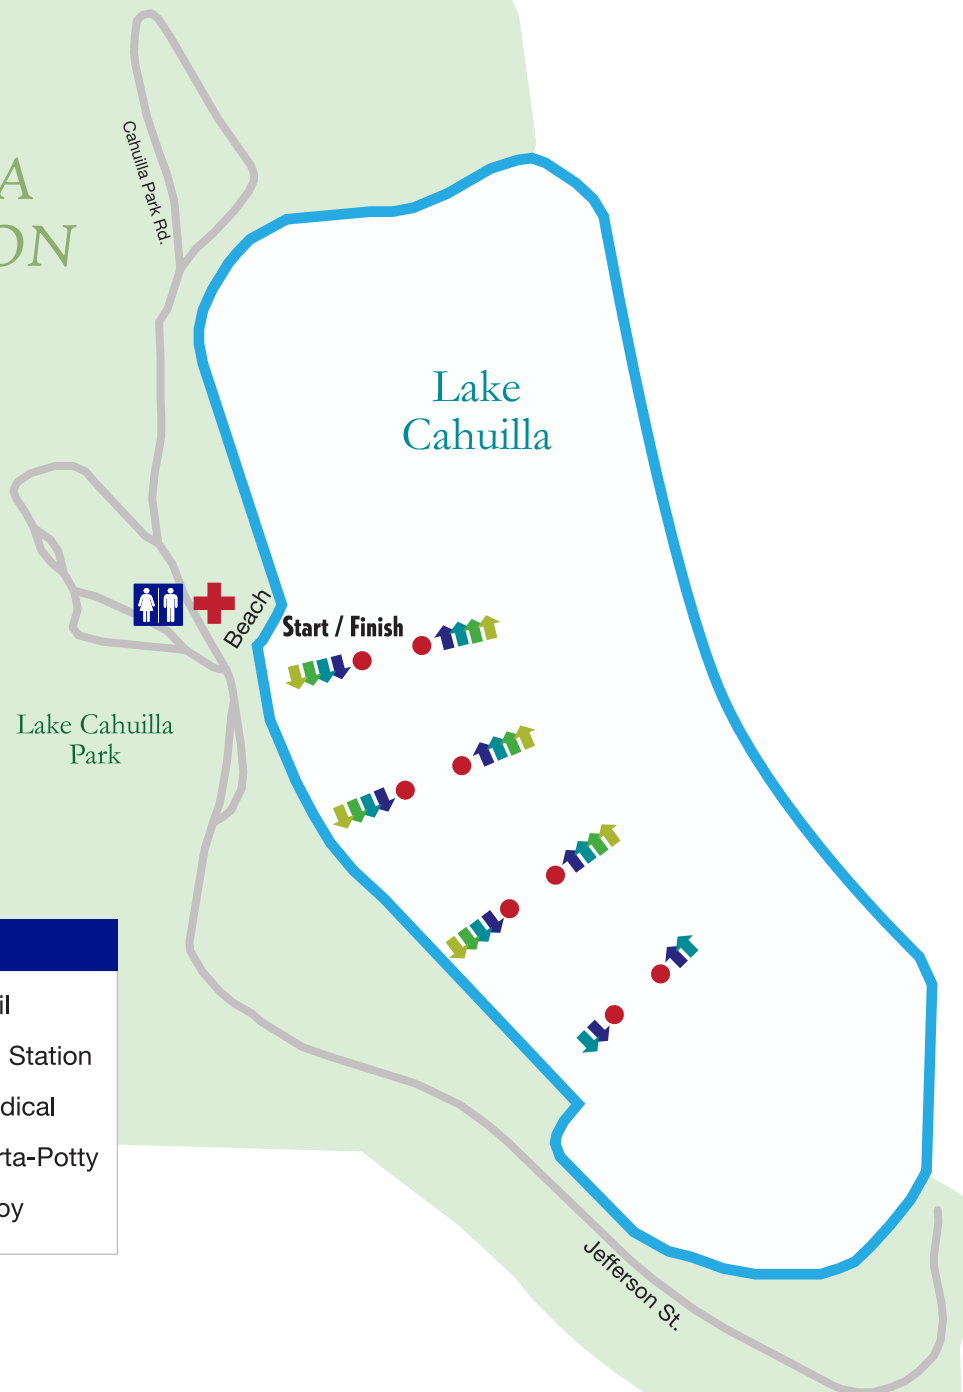 Cahuilla Park Rd.
A
ON
Lake
Cahuilla
Beach
Start / Finish
Lake Cahuilla
Park
il
Station
dical
rta-Potty
oy
Jefferson St.